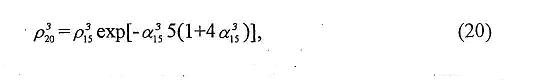 ρ³₂₀ = ρ³₁₅ exp[-α³₁₅ 5(1+4 α³₁₅)], (20)